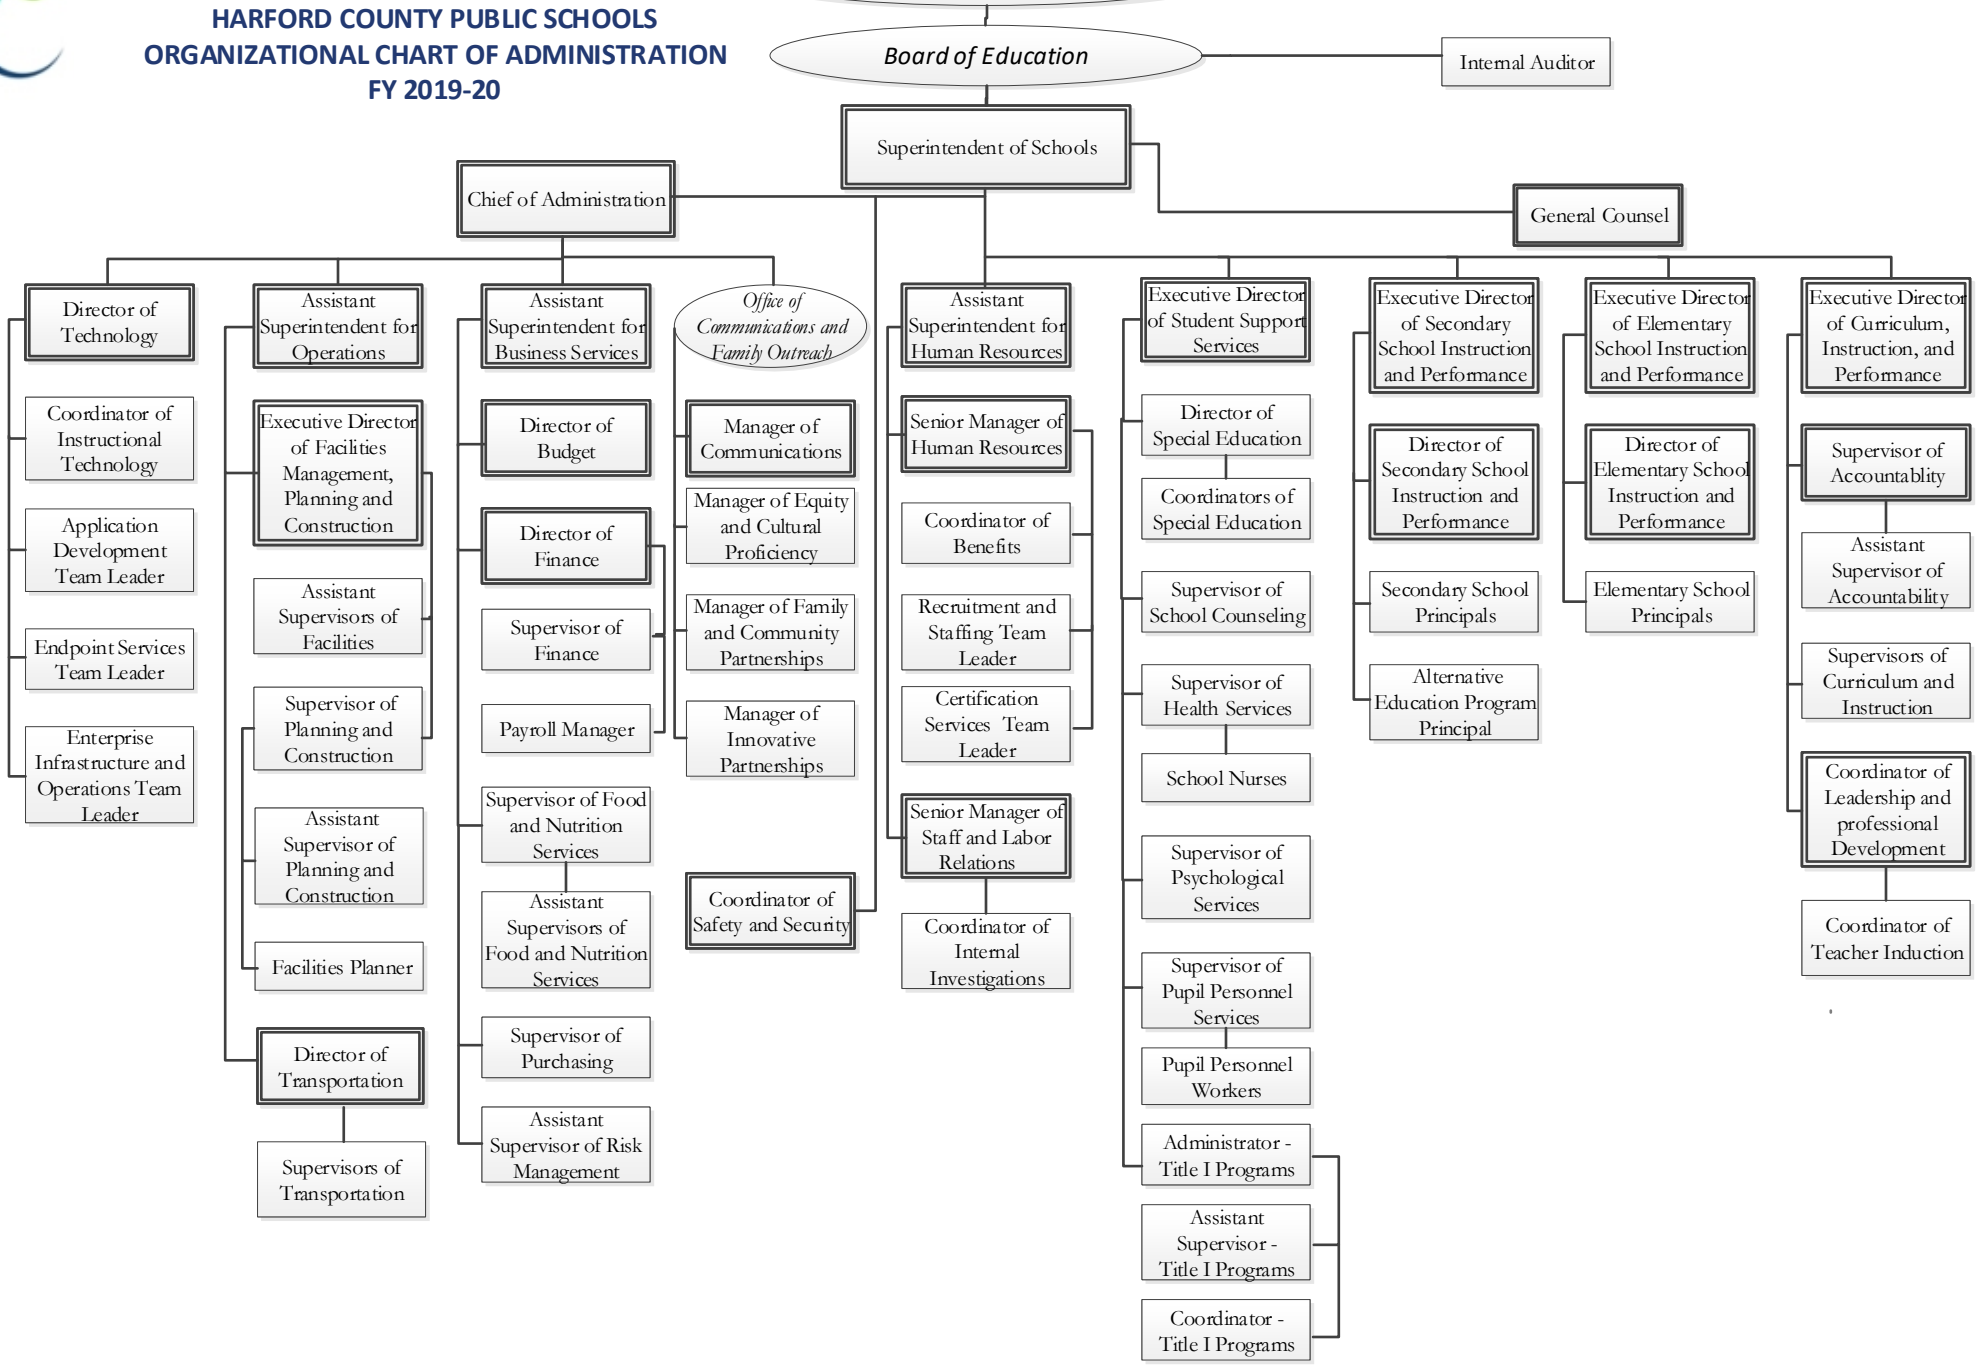 HARFORD COUNTY PUBLIC SCHOOLS
ORGANIZATIONAL CHART OF ADMINISTRATION
FY 2019-20
Board of Education
Internal Auditor
Superintendent of Schools
Chief of Administration
General Counsel
Director of
Technology
Coordinator of
Instructional
Technology
Application
Development
Team Leader
Endpoint Services
Team Leader
Enterprise
Infrastructure and
Operations Team
Leader
Assistant
Superintendent for
Operations
Executive Director
of Facilities
Management,
Planning and
Construction
Assistant
Supervisors of
Facilities
Supervisor of
Planning and
Construction
Assistant
Supervisor of
Planning and
Construction
Facilities Planner
Director of
Transportation
Supervisors of
Transportation
Assistant
Superintendent for
Business Services
Director of
Budget
Director of
Finance
Supervisor of
Finance
Payroll Manager
Supervisor of Food
and Nutrition
Services
Assistant
Supervisors of
Food and Nutrition
Services
Supervisor of
Purchasing
Assistant
Supervisor of Risk
Management
Office of
Communications and
Family Outreach
Manager of
Communications
Manager of Equity
and Cultural
Proficiency
Manager of Family
and Community
Partnerships
Manager of
Innovative
Partnerships
Coordinator of
Safety and Security
Assistant
Superintendent for
Human Resources
Senior Manager of
Human Resources
Coordinator of
Benefits
Recruitment and
Staffing Team
Leader
Certification
Services Team
Leader
Senior Manager of
Staff and Labor
Relations
Coordinator of
Internal
Investigations
Executive Director
of Student Support
Services
Director of
Special Education
Coordinators of
Special Education
Supervisor of
School Counseling
Supervisor of
Health Services
School Nurses
Supervisor of
Psychological
Services
Supervisor of
Pupil Personnel
Services
Pupil Personnel
Workers
Administrator -
Title I Programs
Assistant
Supervisor -
Title I Programs
Coordinator -
Title I Programs
Executive Director
of Secondary
School Instruction
and Performance
Director of
Secondary School
Instruction and
Performance
Secondary School
Principals
Alternative
Education Program
Principal
Executive Director
of Elementary
School Instruction
and Performance
Director of
Elementary School
Instruction and
Performance
Elementary School
Principals
Executive Director
of Curriculum,
Instruction, and
Performance
Supervisor of
Accountablity
Assistant
Supervisor of
Accountability
Supervisors of
Curriculum and
Instruction
Coordinator of
Leadership and
professional
Development
Coordinator of
Teacher Induction